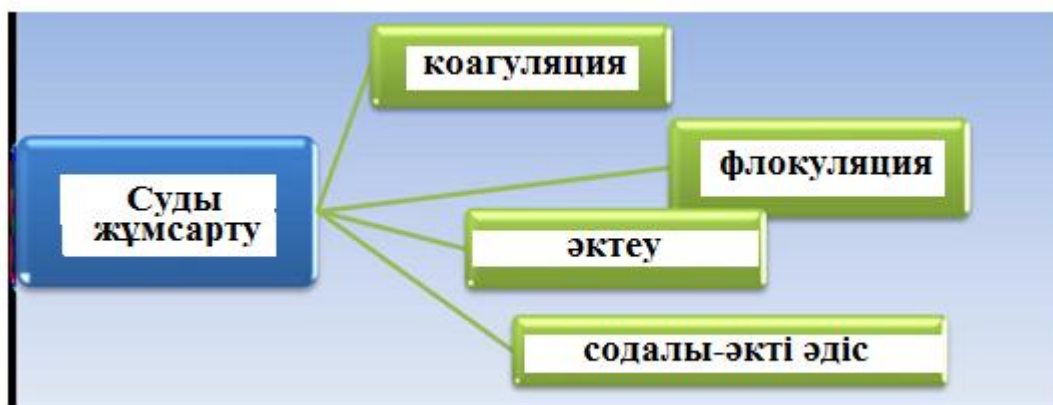 коагуляция
флокуляция
Суды
жұмсарту
әктеу
содалы-әкті әдіс